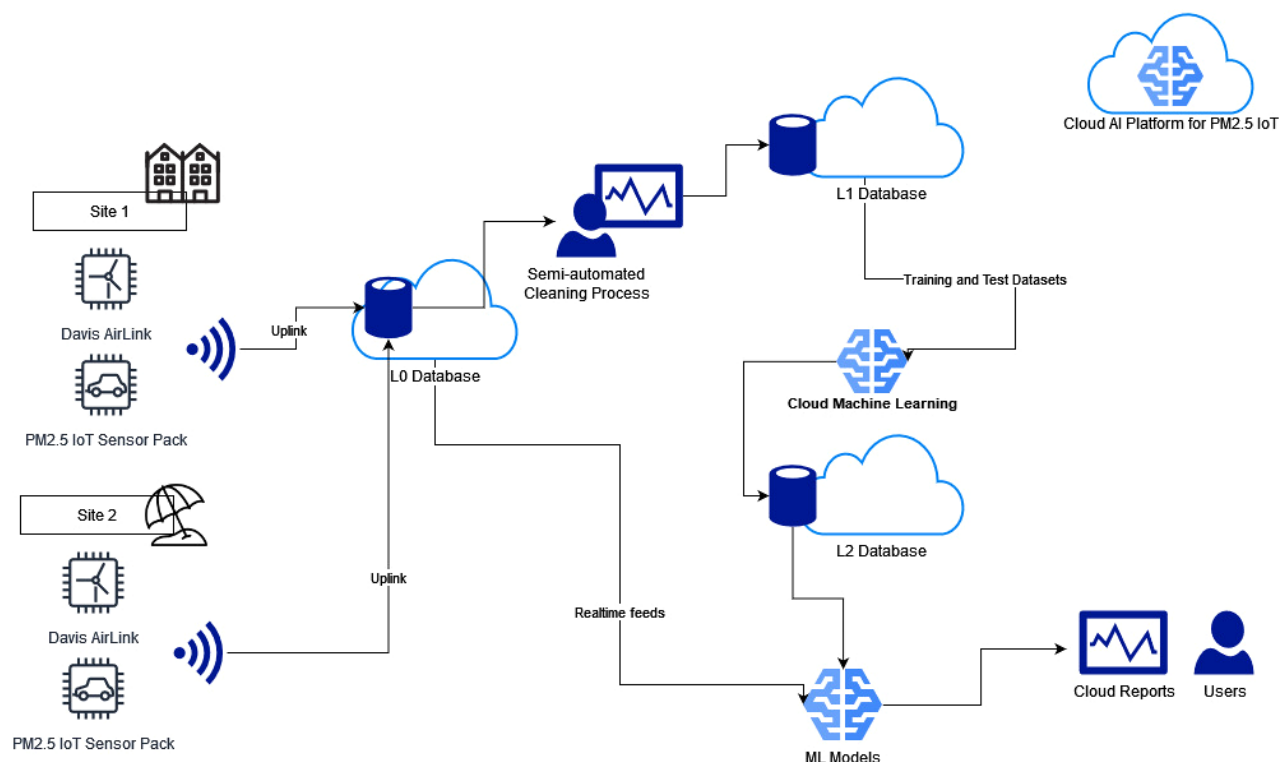 Cloud AI Platform for PM2.5 IoT
L1 Database
Site 1
Semi-automated
Cleaning Process
Training and Test Datasets
Davis AirLink
Uplink
L0 Database
Cloud Machine Learning
PM2.5 IoT Sensor Pack
Site 2
L2 Database
Uplink
Realtime feeds
Davis AirLink
Cloud Reports
Users
PM2.5 IoT Sensor Pack
ML Models